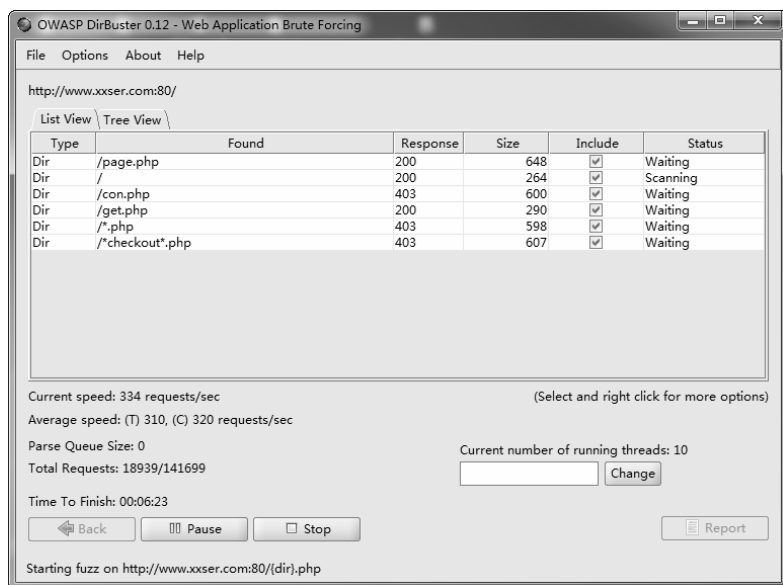 OWASP DirBuster 0.12 - Web Application Brute Forcing
File Options About Help
http://www.xxser.com:80/
List View Tree View
Type Found Response Size Include Status
Dir /page.php 200 648 Waiting
Dir / 200 264 Scanning
Dir /con.php 403 600 Waiting
Dir /get.php 200 290 Waiting
Dir /*.php 403 598 Waiting
Dir /*checkout*.php 403 607 Waiting
Current speed: 334 requests/sec (Select and right click for more options)
Average speed: (T) 310, (C) 320 requests/sec
Parse Queue Size: 0
Current number of running threads: 10
Total Requests: 18939/141699
Change
Time To Finish: 00:06:23
Back Pause Stop Report
Starting fuzz on http://www.xxser.com:80/{dir}.php